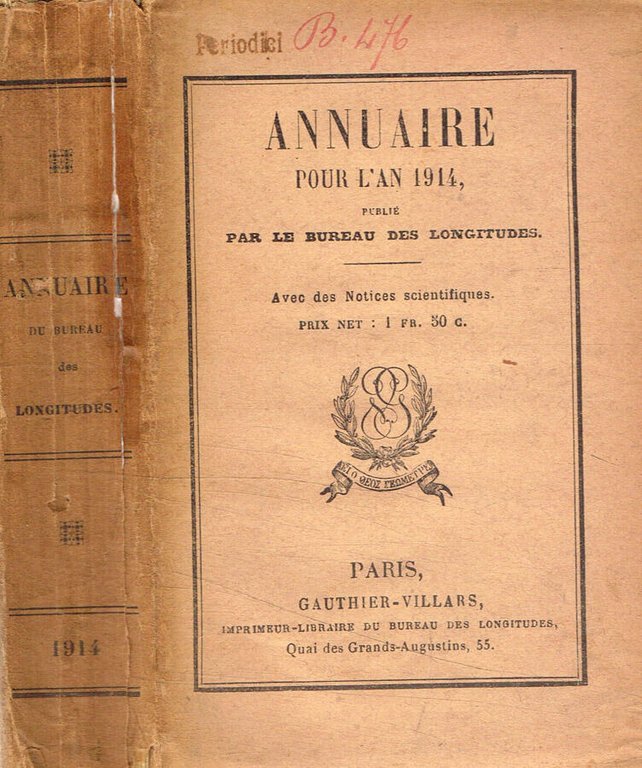 Periodici B. 476
ANNUAIRE
POUR L'AN 1914,
PUBLIÉ
PAR LE BUREAU DES LONGITUDES.
Avec des Notices scientifiques.
PRIX NET : 1 FR. 50 C.
ΘΕΟΣ ΓΕΩΜΕΤΡΕ
PARIS,
GAUTHIER-VILLARS,
IMPRIMEUR-LIBRAIRE DU BUREAU DES LONGITUDES,
Quai des Grands-Augustins, 55.
ANNUAIRE
DU BUREAU
des
LONGITUDES.
1914